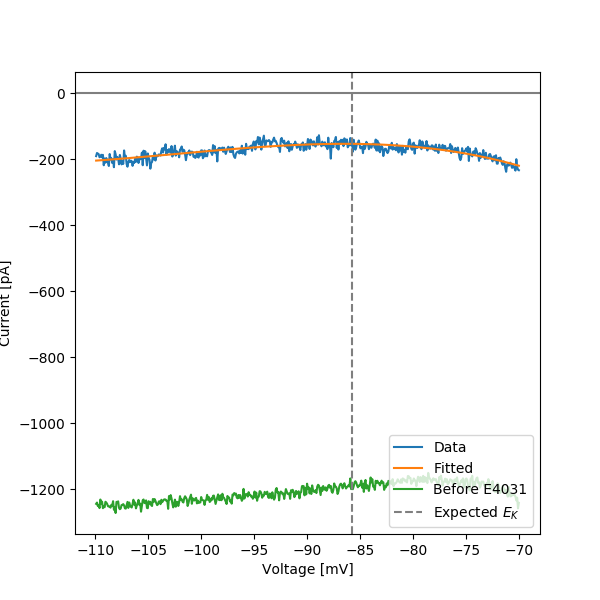 0
−200
−400
−600
−800
−1000
−1200
Current [pA]
Data
Fitted
Before E4031
Expected E_K
−110 −105 −100 −95 −90 −85 −80 −75 −70
Voltage [mV]